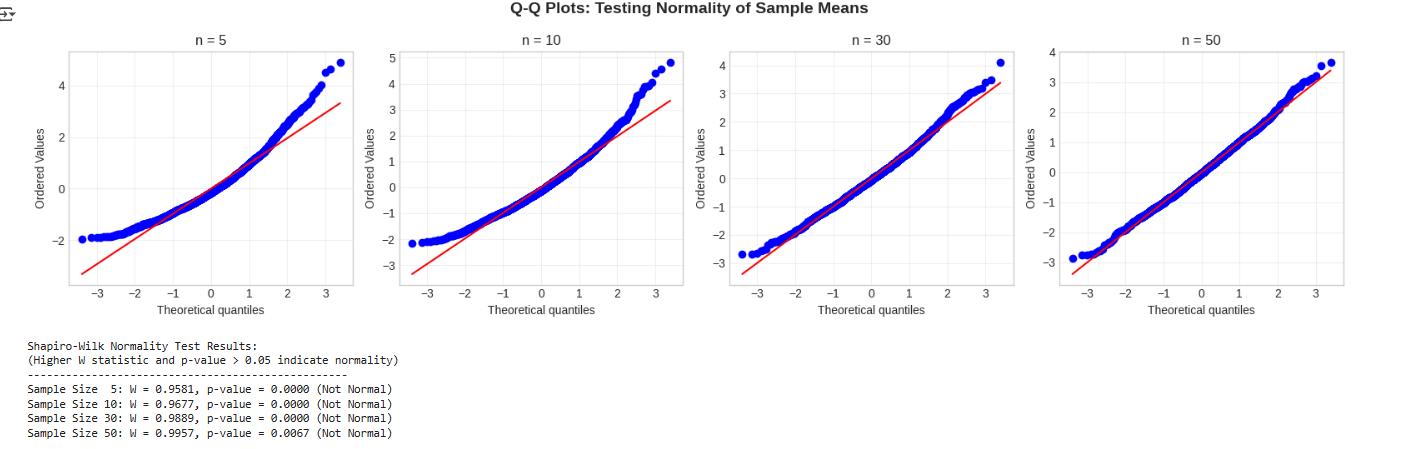 Q-Q Plots: Testing Normality of Sample Means
n = 5
4
2
0
−2
Ordered Values
−3 −2 −1 0 1 2 3
Theoretical quantiles
n = 10
5
4
3
2
1
0
−1
−2
−3
Ordered Values
−3 −2 −1 0 1 2 3
Theoretical quantiles
n = 30
4
3
2
1
0
−1
−2
−3
Ordered Values
−3 −2 −1 0 1 2 3
Theoretical quantiles
n = 50
4
3
2
1
0
−1
−2
−3
Ordered Values
−3 −2 −1 0 1 2 3
Theoretical quantiles
Shapiro-Wilk Normality Test Results:
(Higher W statistic and p-value > 0.05 indicate normality)
--------------------------------------------------
Sample Size  5: W = 0.9581, p-value = 0.0000 (Not Normal)
Sample Size 10: W = 0.9677, p-value = 0.0000 (Not Normal)
Sample Size 30: W = 0.9889, p-value = 0.0000 (Not Normal)
Sample Size 50: W = 0.9957, p-value = 0.0067 (Not Normal)